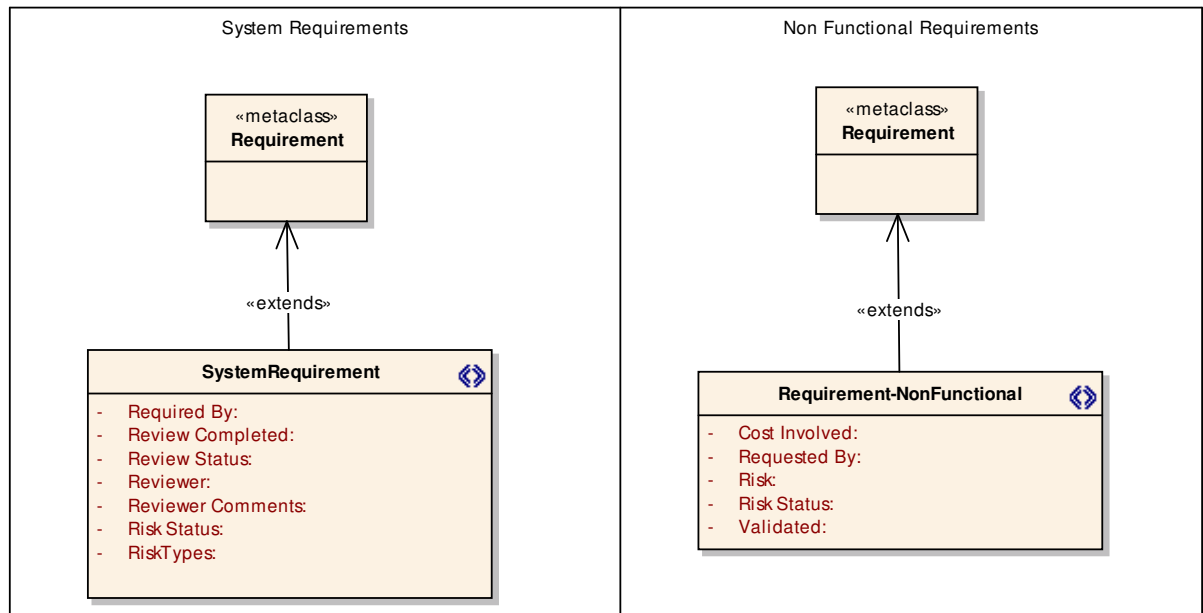 System Requirements
«metaclass»
Requirement
«extends»
SystemRequirement
- Required By:
- Review Completed:
- Review Status:
- Reviewer:
- Reviewer Comments:
- Risk Status:
- RiskTypes:
Non Functional Requirements
«metaclass»
Requirement
«extends»
Requirement-NonFunctional
- Cost Involved:
- Requested By:
- Risk:
- Risk Status:
- Validated: